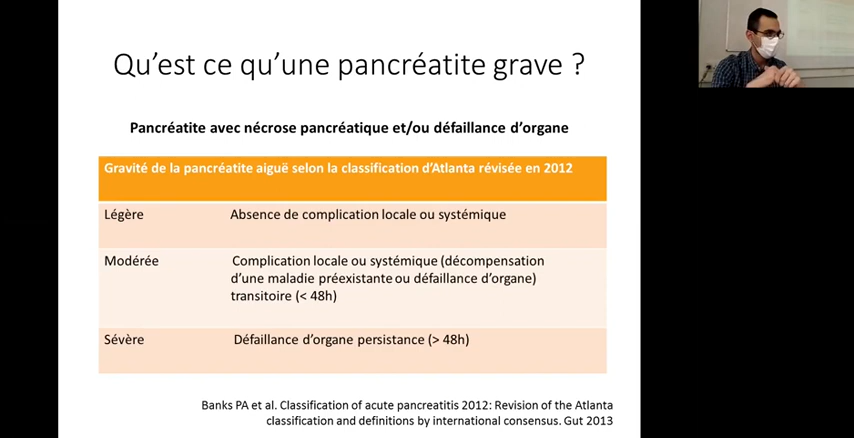 Qu'est ce qu'une pancréatite grave ?
Pancréatite avec nécrose pancréatique et/ou défaillance d'organe
Gravité de la pancréatite aiguë selon la classification d'Atlanta révisée en 2012
Légère Absence de complication locale ou systémique
Modérée Complication locale ou systémique (décompensation
d'une maladie préexistante ou défaillance d'organe)
transitoire (< 48h)
Sévère Défaillance d'organe persistance (> 48h)
Banks PA et al. Classification of acute pancreatitis 2012: Revision of the Atlanta
classification and definitions by international consensus. Gut 2013